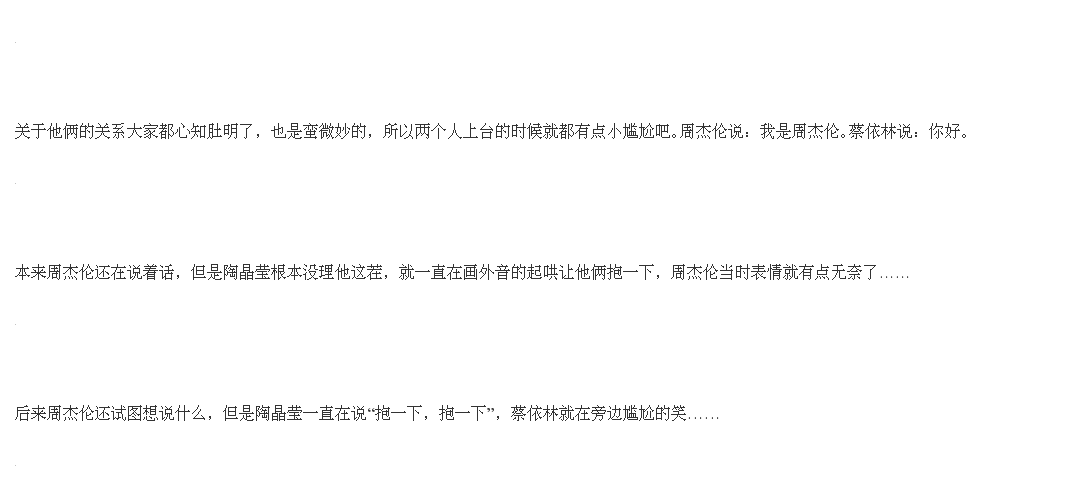 关于他俩的关系大家都心知肚明了，也是蛮微妙的，所以两个人上台的时候就都有点小尴尬吧。周杰伦说：我是周杰伦。蔡依林说：你好。
本来周杰伦还在说着话，但是陶晶莹根本没理他这茬，就一直在画外音的起哄让他俩抱一下，周杰伦当时表情就有点无奈了……
后来周杰伦还试图想说什么，但是陶晶莹一直在说“抱一下，抱一下”，蔡依林就在旁边尴尬的笑……